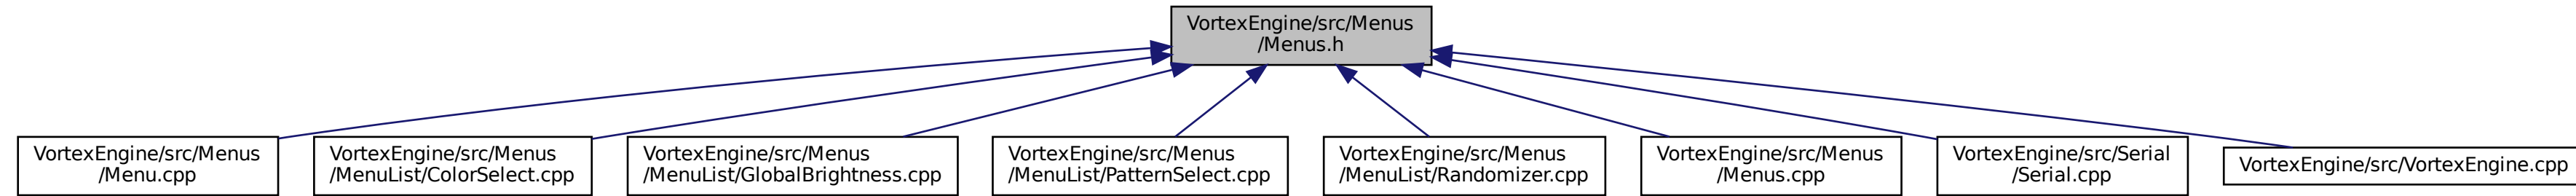 VortexEngine/src/Menus
/Menus.h
VortexEngine/src/Menus
/Menu.cpp
VortexEngine/src/Menus
/MenuList/ColorSelect.cpp
VortexEngine/src/Menus
/MenuList/GlobalBrightness.cpp
VortexEngine/src/Menus
/MenuList/PatternSelect.cpp
VortexEngine/src/Menus
/MenuList/Randomizer.cpp
VortexEngine/src/Menus
/Menus.cpp
VortexEngine/src/Serial
/Serial.cpp
VortexEngine/src/VortexEngine.cpp